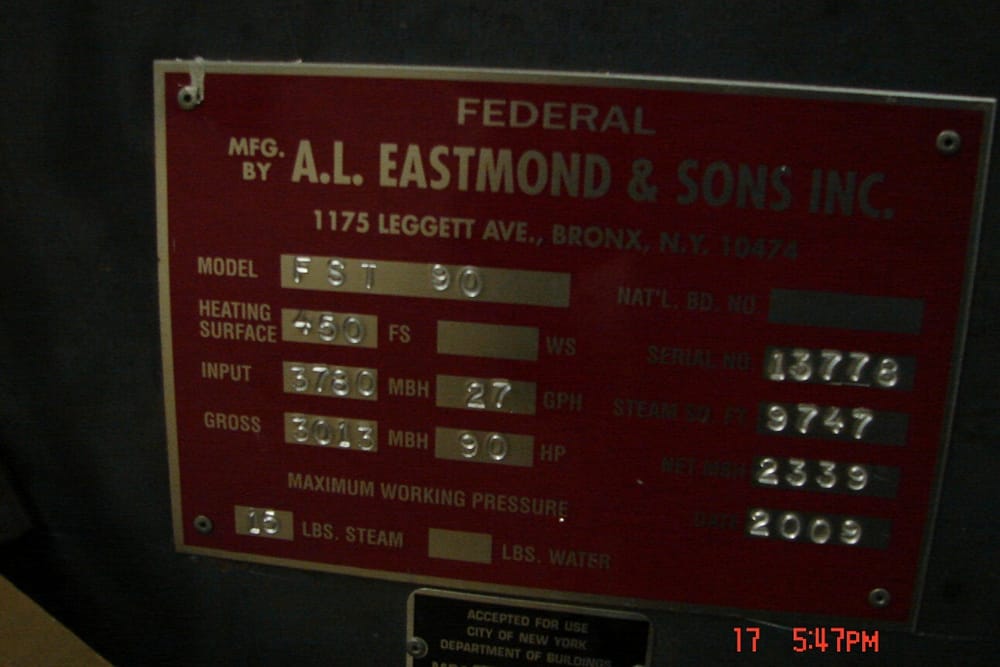 FEDERAL
MFG. BY A.L. EASTMOND & SONS INC.
1175 LEGGETT AVE., BRONX, N.Y. 10474
MODEL FST 90 NAT'L. BD. NO.
HEATING SURFACE 450 FS WS SERIAL NO. 13778
INPUT 3780 MBH 27 GPH STEAM SQ. FT. 9747
GROSS 3013 MBH 90 HP NET MBH 2339
MAXIMUM WORKING PRESSURE DATE 2009
15 LBS. STEAM LBS. WATER
ACCEPTED FOR USE
CITY OF NEW YORK
DEPARTMENT OF BUILDINGS
17 5:47PM